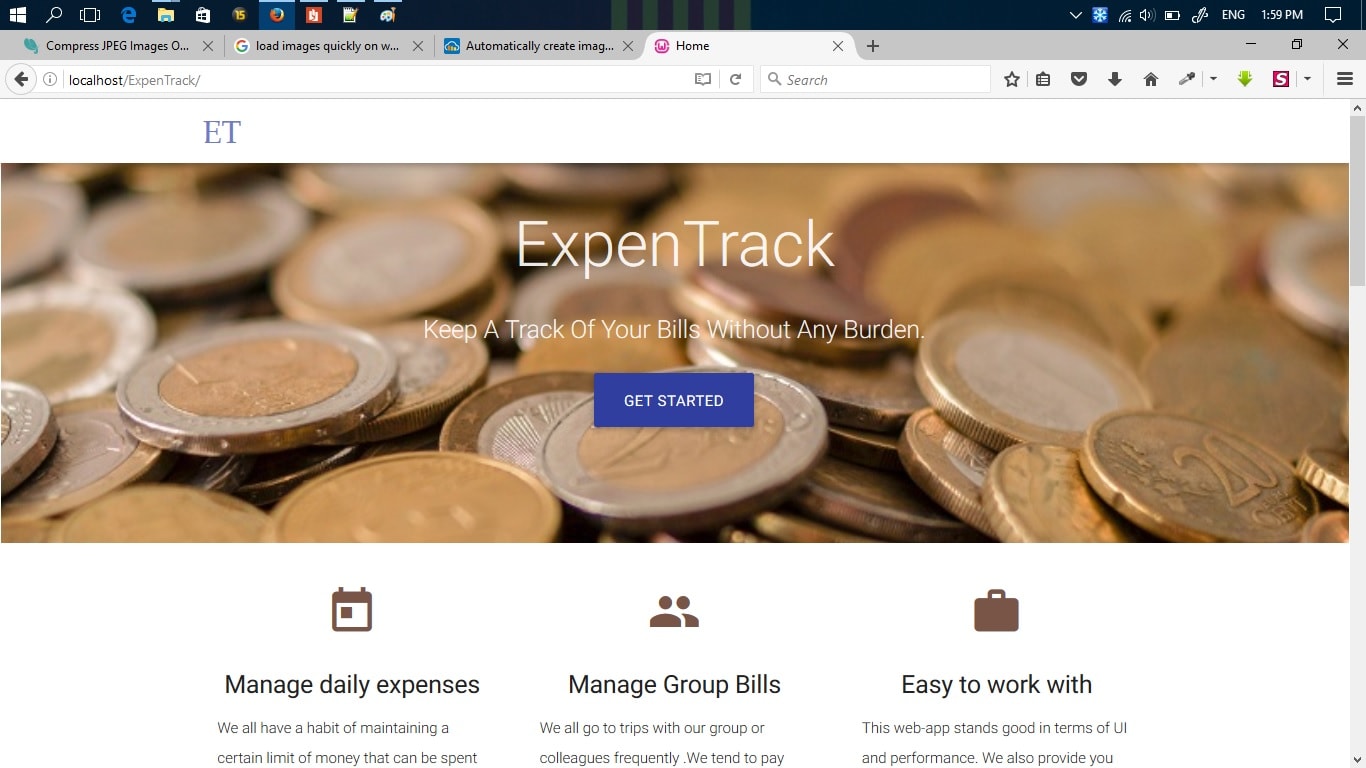 ENG 1:59 PM
Compress JPEG Images O...
load images quickly on w...
Automatically create imag...
Home
localhost/ExpenTrack/
Search
ET
ExpenTrack
Keep A Track Of Your Bills Without Any Burden.
GET STARTED
Manage daily expenses
We all have a habit of maintaining a
certain limit of money that can be spent
Manage Group Bills
We all go to trips with our group or
colleagues frequently .We tend to pay
Easy to work with
This web-app stands good in terms of UI
and performance. We also provide you